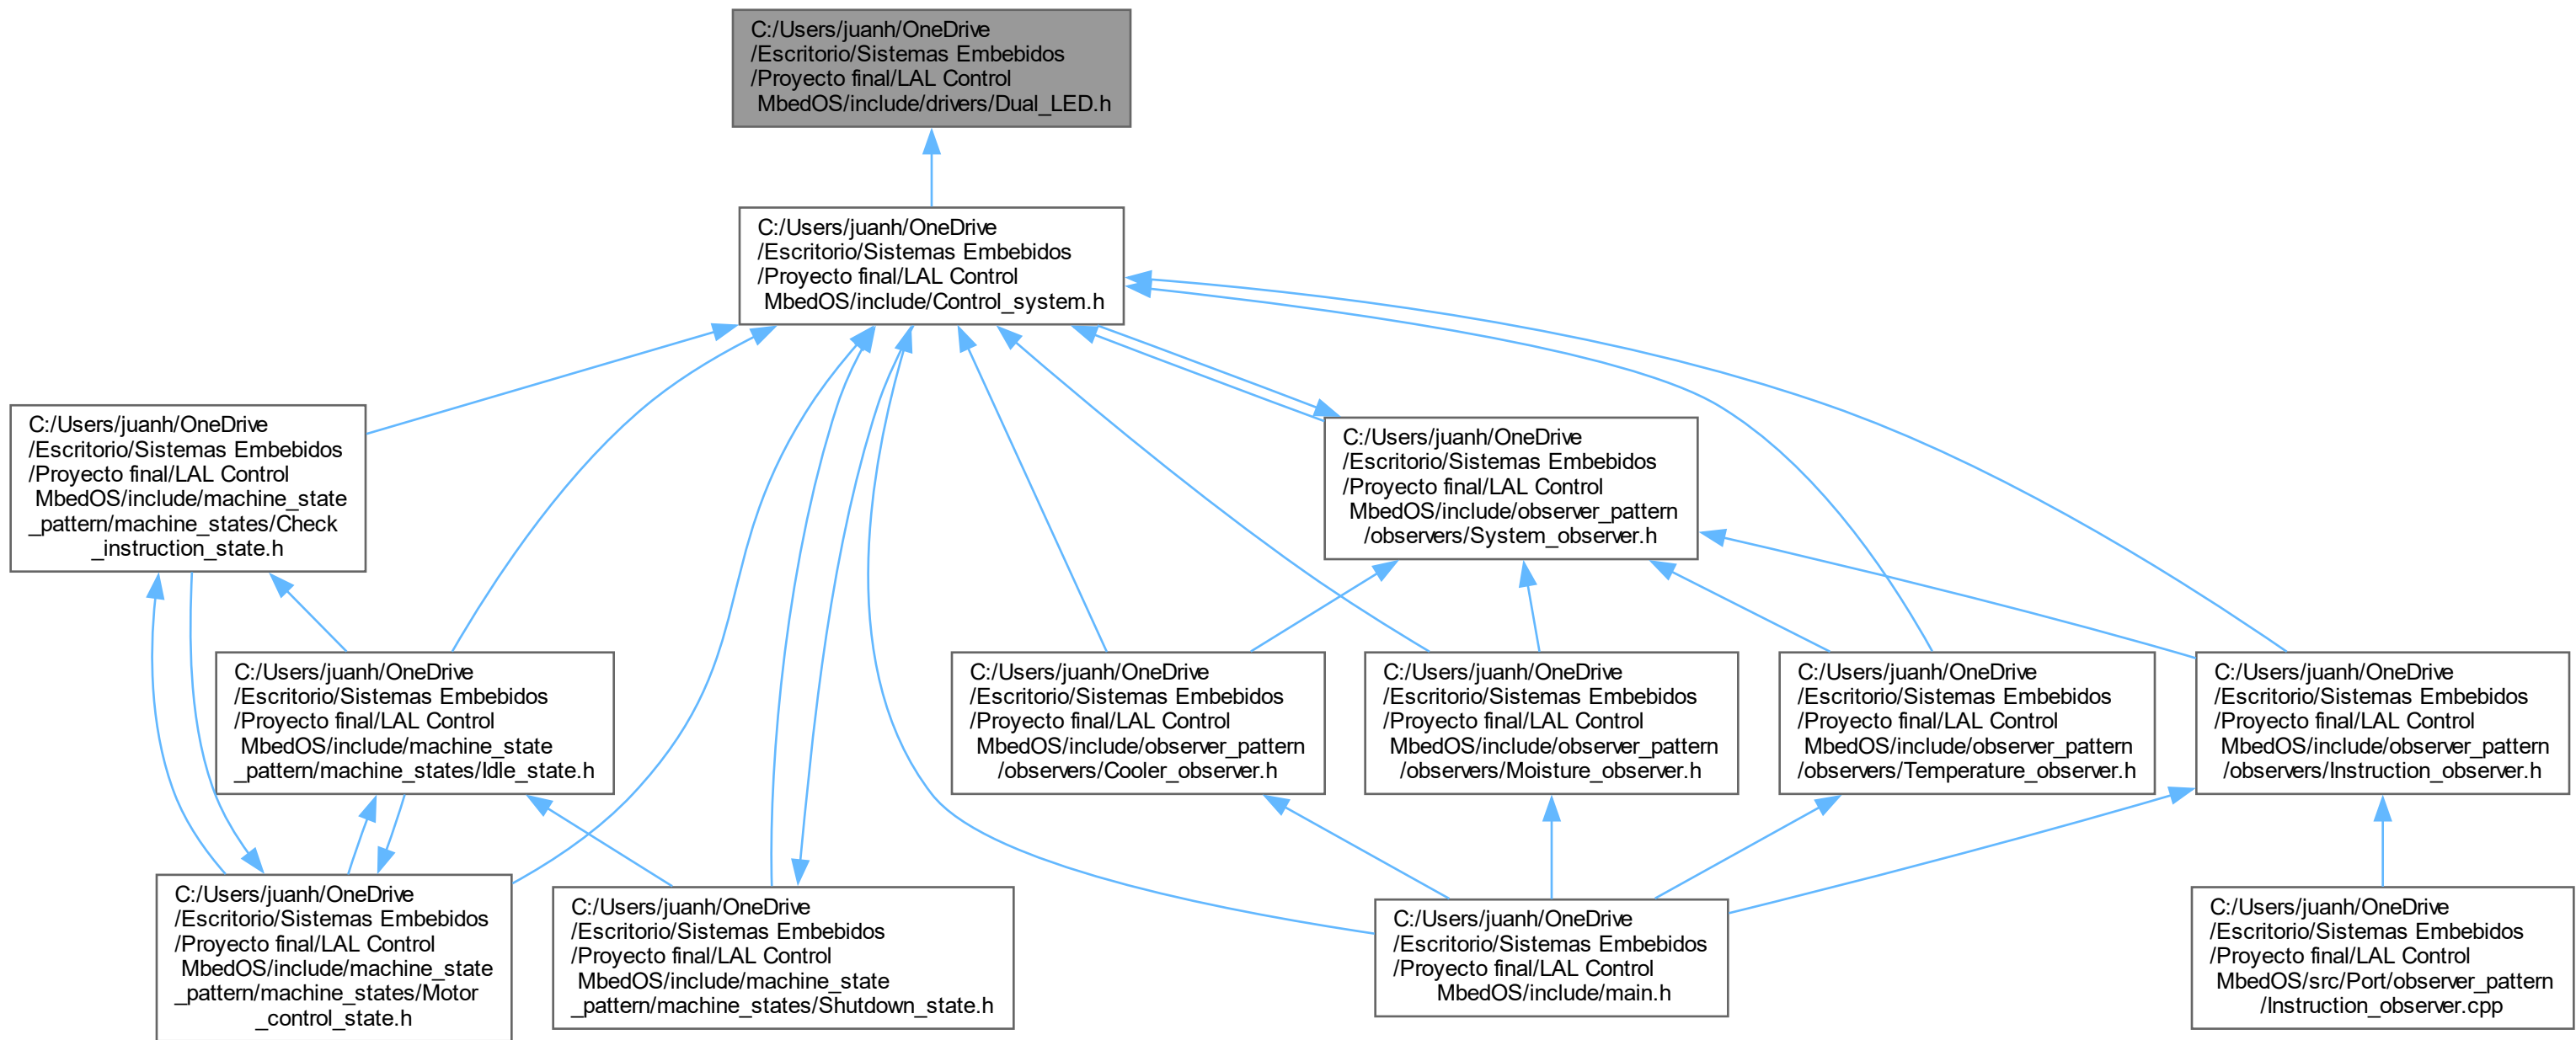 C:/Users/juanh/OneDrive
/Escritorio/Sistemas Embebidos
/Proyecto final/LAL Control
MbedOS/include/drivers/Dual_LED.h
C:/Users/juanh/OneDrive
/Escritorio/Sistemas Embebidos
/Proyecto final/LAL Control
MbedOS/include/Control_system.h
C:/Users/juanh/OneDrive
/Escritorio/Sistemas Embebidos
/Proyecto final/LAL Control
MbedOS/include/machine_state
_pattern/machine_states/Check
_instruction_state.h
C:/Users/juanh/OneDrive
/Escritorio/Sistemas Embebidos
/Proyecto final/LAL Control
MbedOS/include/observer_pattern
/observers/System_observer.h
C:/Users/juanh/OneDrive
/Escritorio/Sistemas Embebidos
/Proyecto final/LAL Control
MbedOS/include/machine_state
_pattern/machine_states/Idle_state.h
C:/Users/juanh/OneDrive
/Escritorio/Sistemas Embebidos
/Proyecto final/LAL Control
MbedOS/include/observer_pattern
/observers/Cooler_observer.h
C:/Users/juanh/OneDrive
/Escritorio/Sistemas Embebidos
/Proyecto final/LAL Control
MbedOS/include/observer_pattern
/observers/Moisture_observer.h
C:/Users/juanh/OneDrive
/Escritorio/Sistemas Embebidos
/Proyecto final/LAL Control
MbedOS/include/observer_pattern
/observers/Temperature_observer.h
C:/Users/juanh/OneDrive
/Escritorio/Sistemas Embebidos
/Proyecto final/LAL Control
MbedOS/include/observer_pattern
/observers/Instruction_observer.h
C:/Users/juanh/OneDrive
/Escritorio/Sistemas Embebidos
/Proyecto final/LAL Control
MbedOS/include/machine_state
_pattern/machine_states/Motor
_control_state.h
C:/Users/juanh/OneDrive
/Escritorio/Sistemas Embebidos
/Proyecto final/LAL Control
MbedOS/include/machine_state
_pattern/machine_states/Shutdown_state.h
C:/Users/juanh/OneDrive
/Escritorio/Sistemas Embebidos
/Proyecto final/LAL Control
MbedOS/include/main.h
C:/Users/juanh/OneDrive
/Escritorio/Sistemas Embebidos
/Proyecto final/LAL Control
MbedOS/src/Port/observer_pattern
/Instruction_observer.cpp